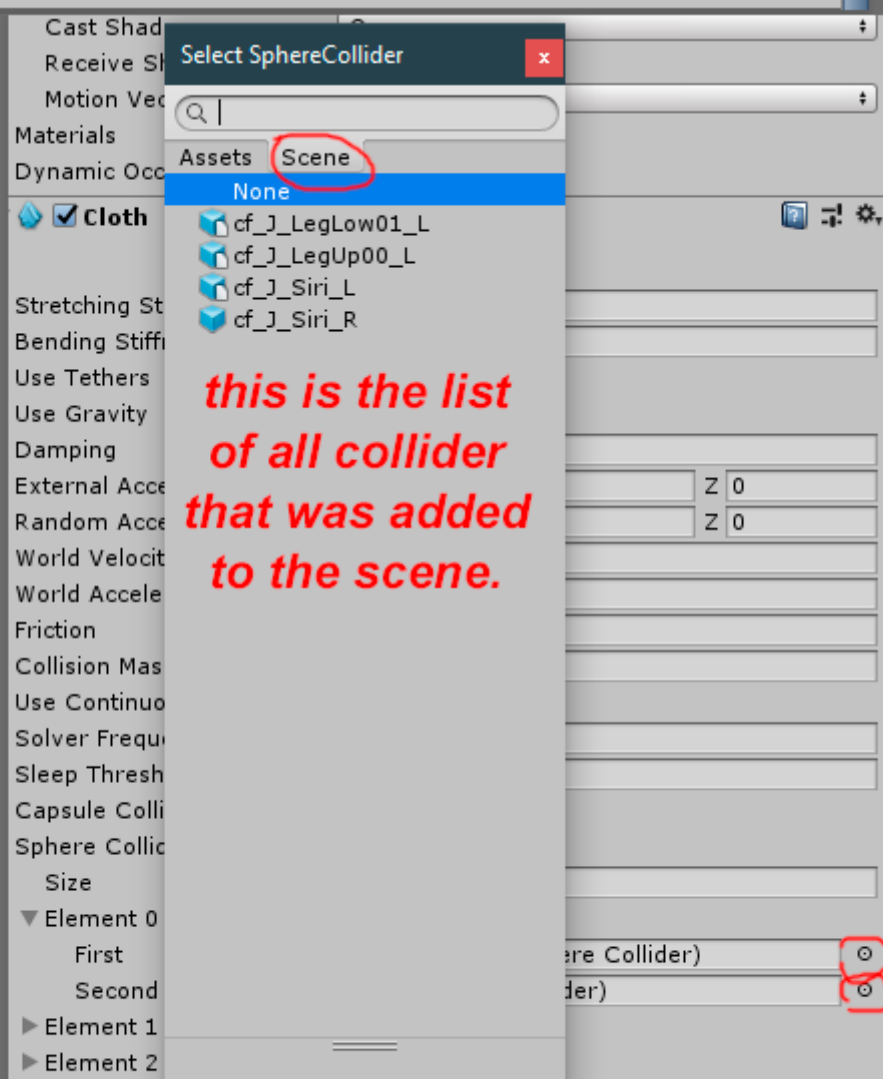 Cast Shad
Select SphereCollider
x
Receive Sh
Motion Vec
Materials
Assets
Scene
Dynamic Occ
None
Cloth
cf_J_LegLow01_L
cf_J_LegUp00_L
cf_J_Siri_L
cf_J_Siri_R
Stretching St
Bending Stiff
Use Tethers
this is the list
of all collider
that was added
to the scene.
Use Gravity
Damping
External Acce
Z 0
Random Acce
Z 0
World Velocit
World Accele
Friction
Collision Mas
Use Continuo
Solver Freque
Sleep Thresh
Capsule Colli
Sphere Collid
Size
Element 0
First
ere Collider)
Second
der)
Element 1
Element 2